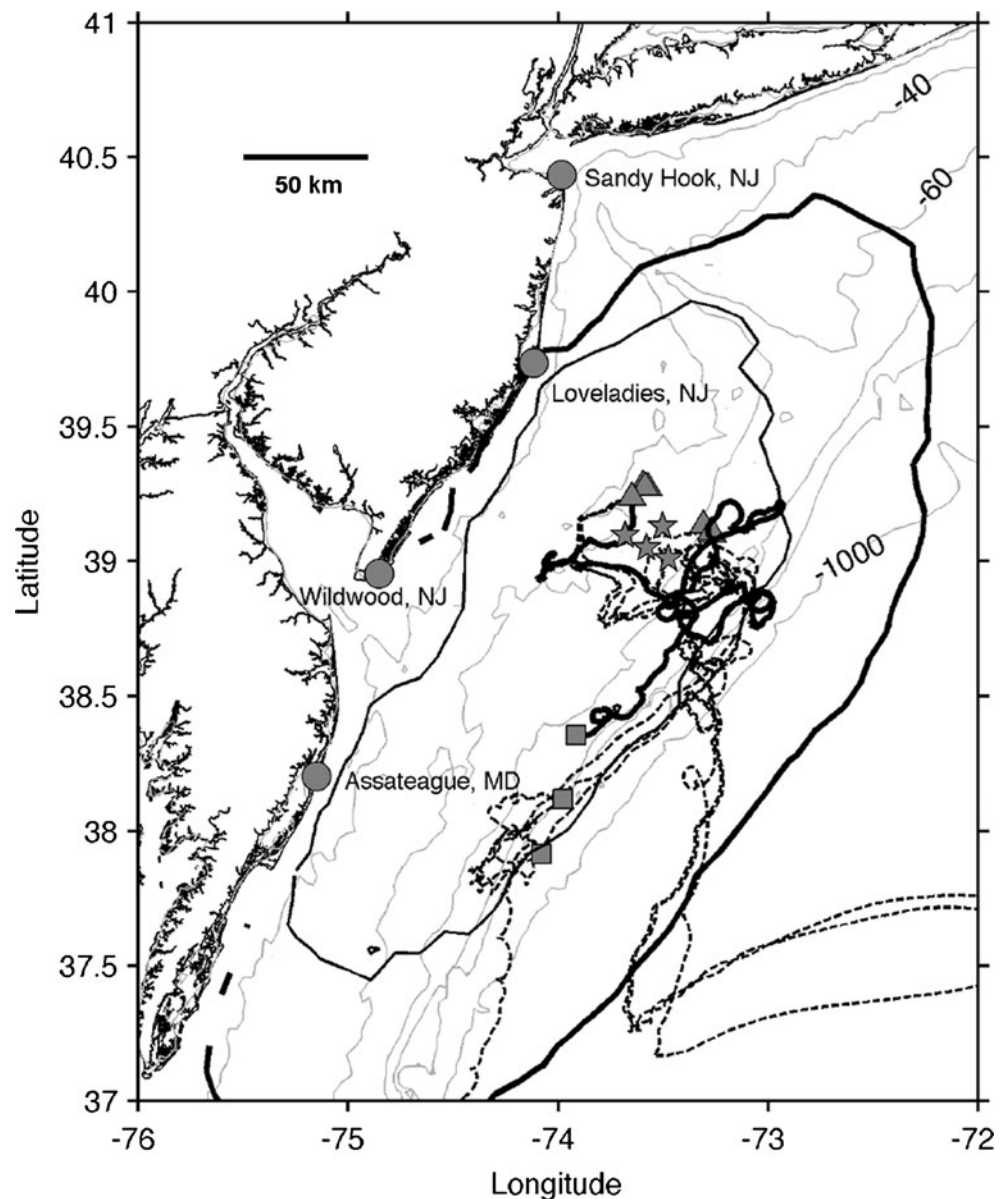 41
-40
40.5
50 km
Sandy Hook, NJ
-60
40
Loveladies, NJ
39.5
39
-1000
Wildwood, NJ
Latitude
38.5
Assateague, MD
38
37.5
37
-76
-75
-74
-73
-72
Longitude